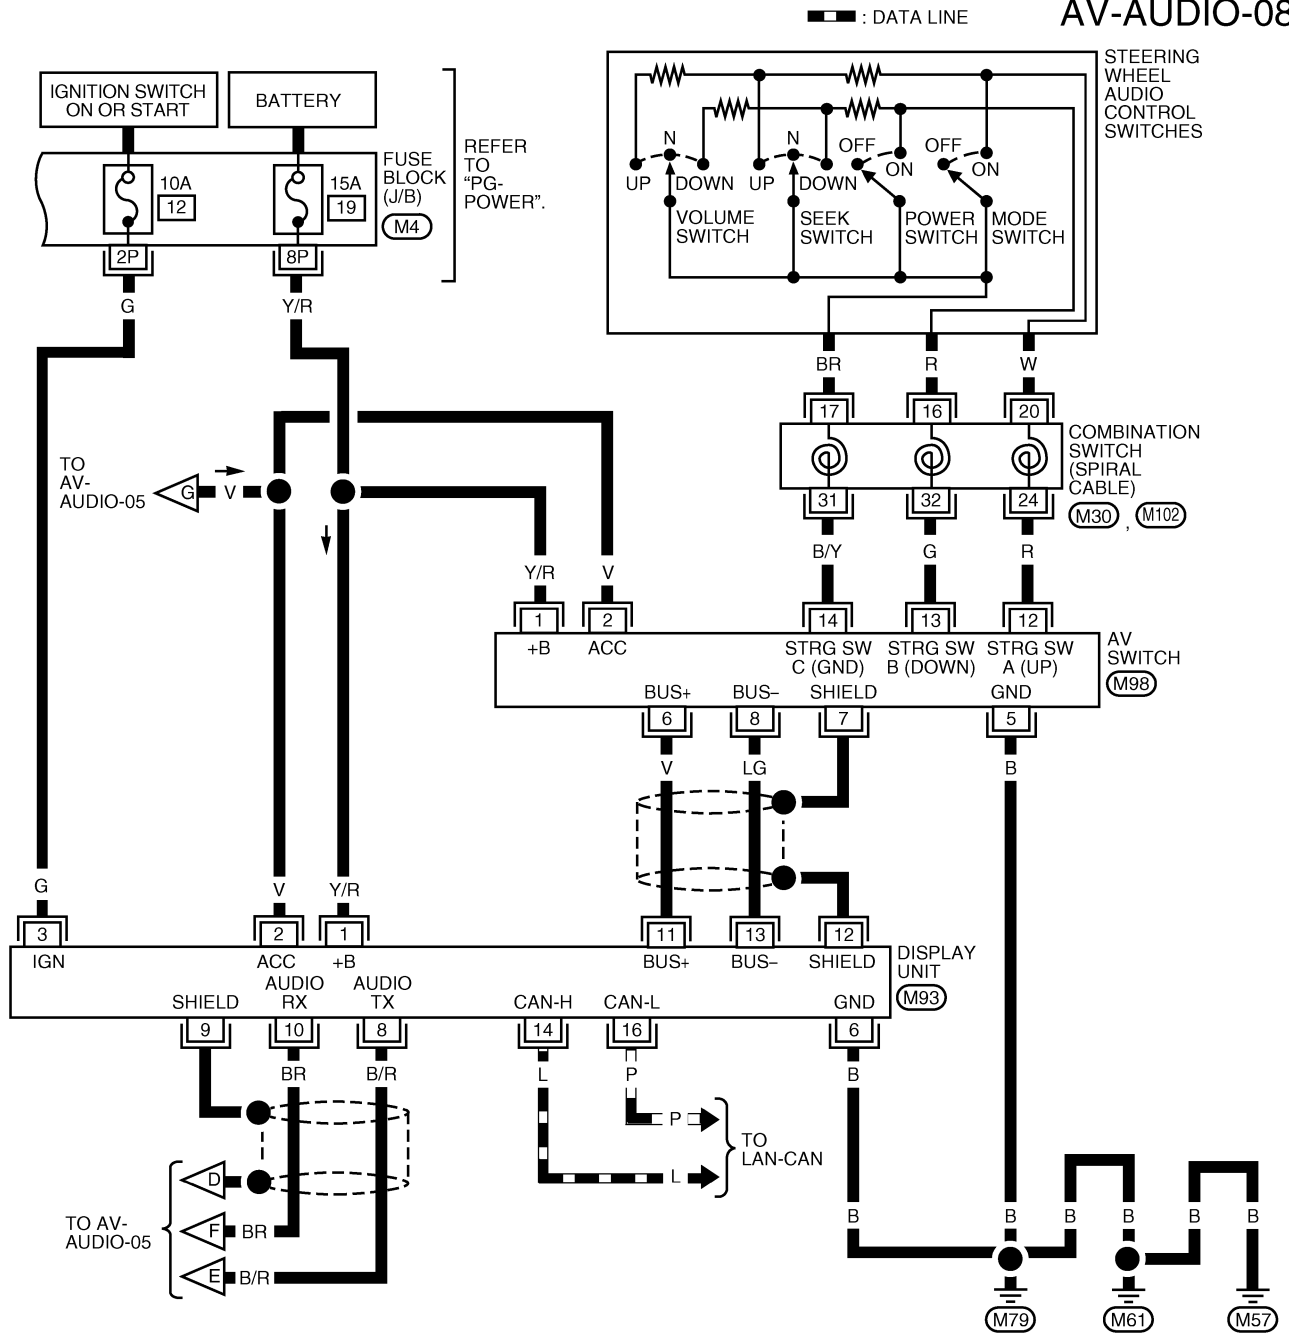 : DATA LINE
AV-AUDIO-08
IGNITION SWITCH
ON OR START
BATTERY
10A
12
15A
19
FUSE
BLOCK
(J/B)
M4
REFER
TO
“PG-
POWER”.
2P
8P
G
Y/R
STEERING
WHEEL
AUDIO
CONTROL
SWITCHES
N
UP
DOWN
VOLUME
SWITCH
N
UP
DOWN
SEEK
SWITCH
OFF
ON
POWER
SWITCH
OFF
ON
MODE
SWITCH
BR
R
W
17
16
20
COMBINATION
SWITCH
(SPIRAL
CABLE)
M30 , M102
31
32
24
B/Y
G
R
TO
AV-
AUDIO-05
G
V
Y/R
V
1
2
14
13
12
+B
ACC
STRG SW
C (GND)
STRG SW
B (DOWN)
STRG SW
A (UP)
AV
SWITCH
M98
BUS+
BUS–
SHIELD
GND
6
8
7
5
V
LG
B
G
V
Y/R
3
2
1
11
13
12
IGN
ACC
+B
BUS+
BUS–
SHIELD
DISPLAY
UNIT
M93
SHIELD
AUDIO
RX
AUDIO
TX
CAN-H
CAN-L
GND
9
10
8
14
16
6
BR
B/R
L
P
B
P
L
TO
LAN-CAN
D
F
BR
E
B/R
TO AV-
AUDIO-05
B
B
B
B
B
B
M79
M61
M57